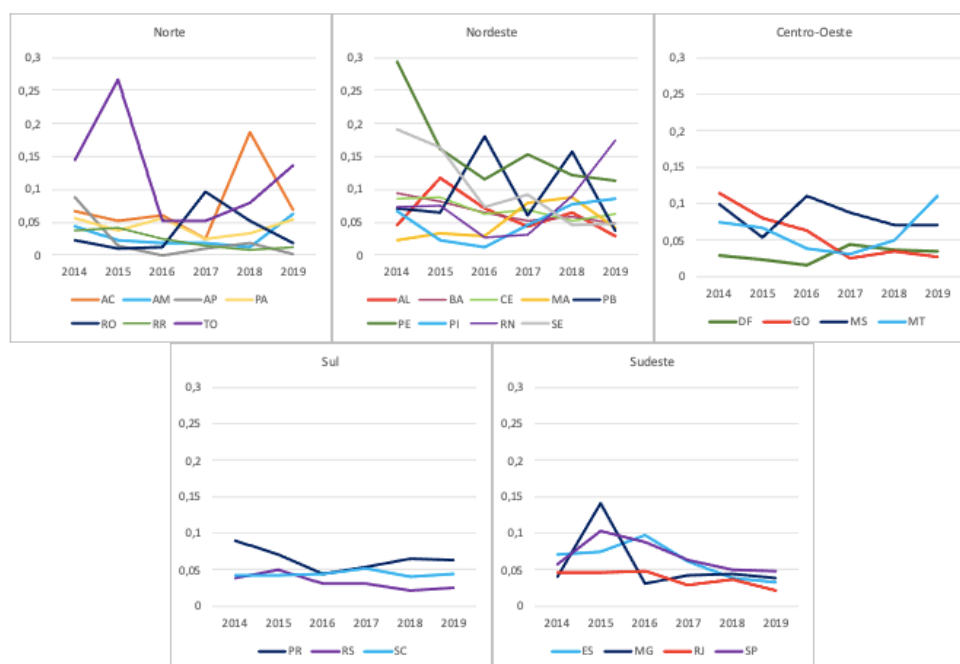 Norte
0,3
0,25
0,2
0,15
0,1
0,05
0
2014 2015 2016 2017 2018 2019
AC AM AP PA
RO RR TO
Nordeste
0,3
0,25
0,2
0,15
0,1
0,05
0
2014 2015 2016 2017 2018 2019
AL BA CE MA PB
PE PI RN SE
Centro-Oeste
0,3
0,25
0,2
0,15
0,1
0,05
0
2014 2015 2016 2017 2018 2019
DF GO MS MT
Sul
0,3
0,25
0,2
0,15
0,1
0,05
0
2014 2015 2016 2017 2018 2019
PR RS SC
Sudeste
0,3
0,25
0,2
0,15
0,1
0,05
0
2014 2015 2016 2017 2018 2019
ES MG RJ SP